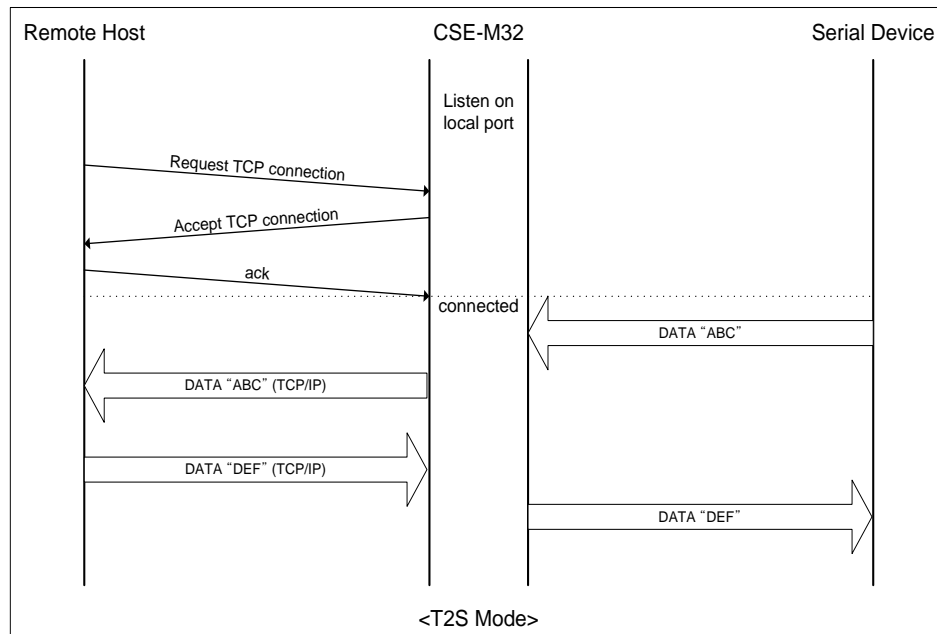 Remote Host
CSE-M32
Serial Device
Listen on
local port
Request TCP connection
Accept TCP connection
ack
connected
DATA “ABC”
DATA “ABC” (TCP/IP)
DATA “DEF” (TCP/IP)
DATA “DEF”
<T2S Mode>